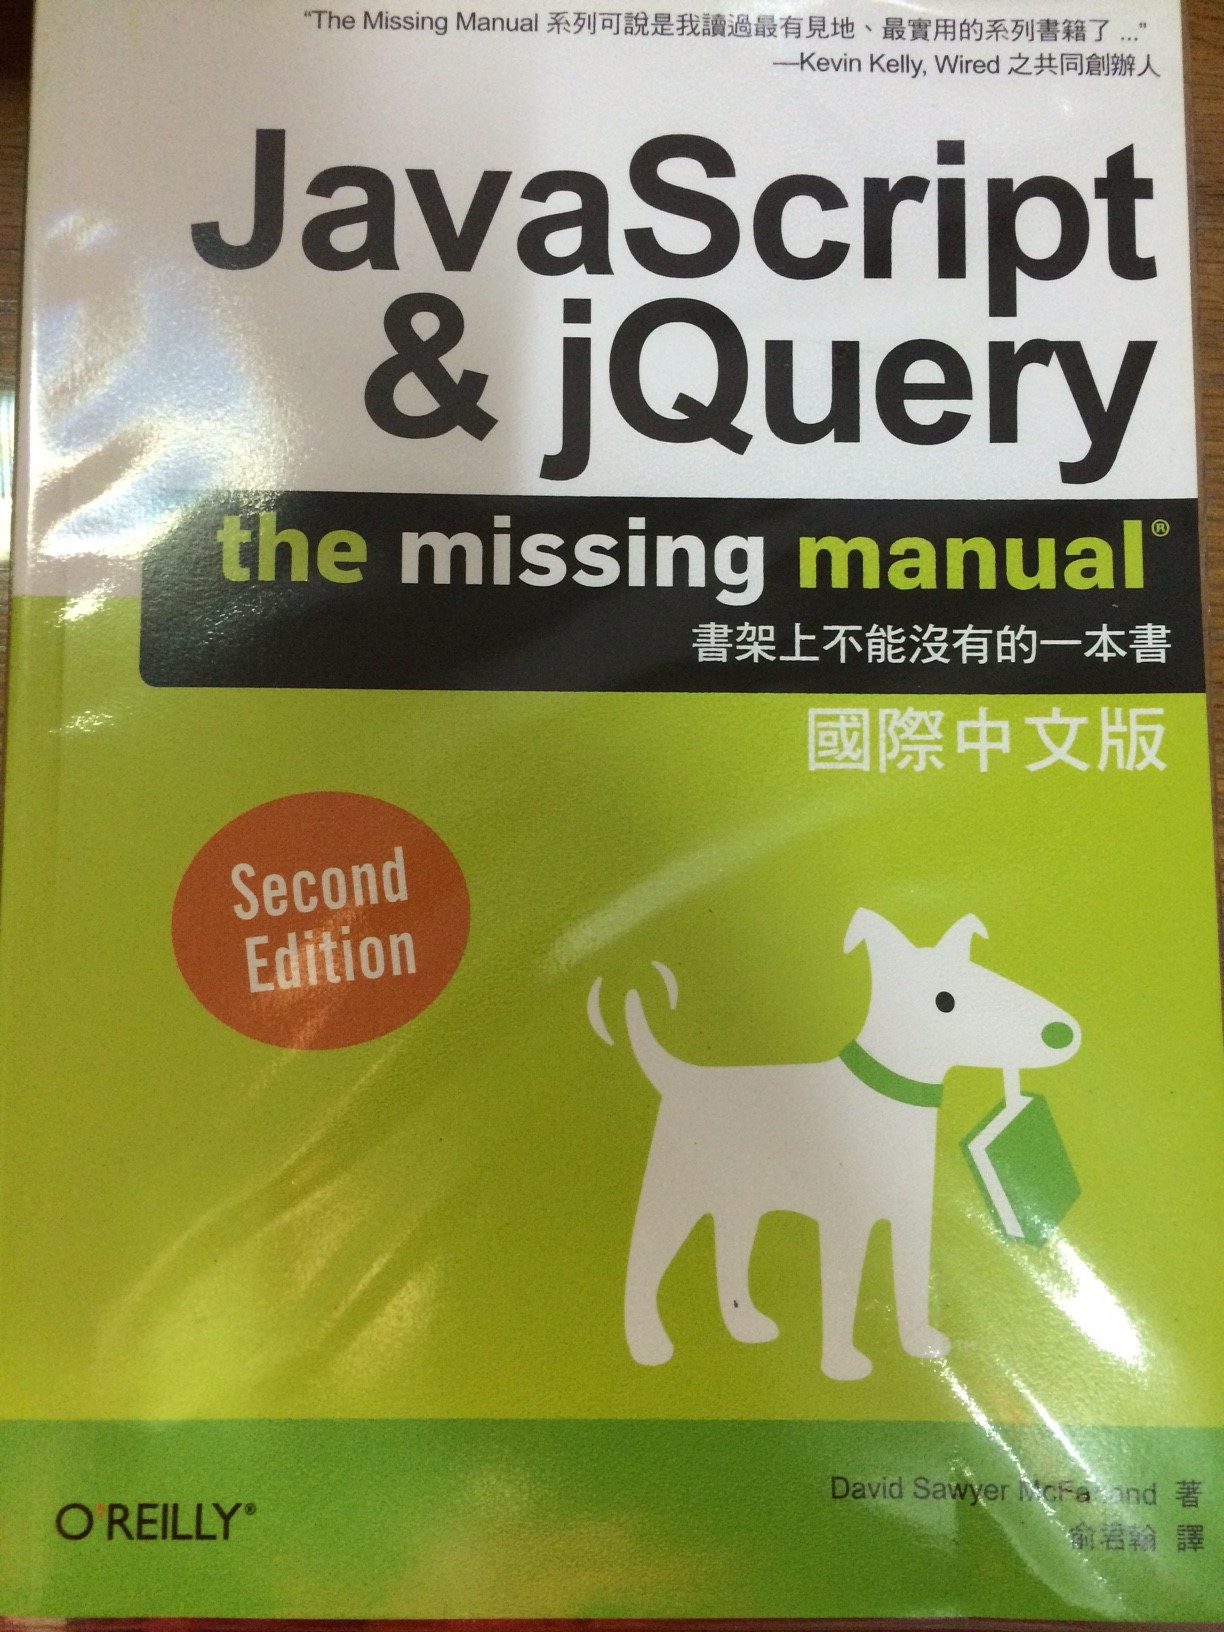 “The Missing Manual 系列可說是我讀過最有見地、最實用的系列書籍了 ...”
—Kevin Kelly, Wired 之共同創辦人
JavaScript
& jQuery
the missing manual®
書架上不能沒有的一本書
國際中文版
Second
Edition
David Sawyer McFarland 著
俞君翰 譯
O'REILLY®